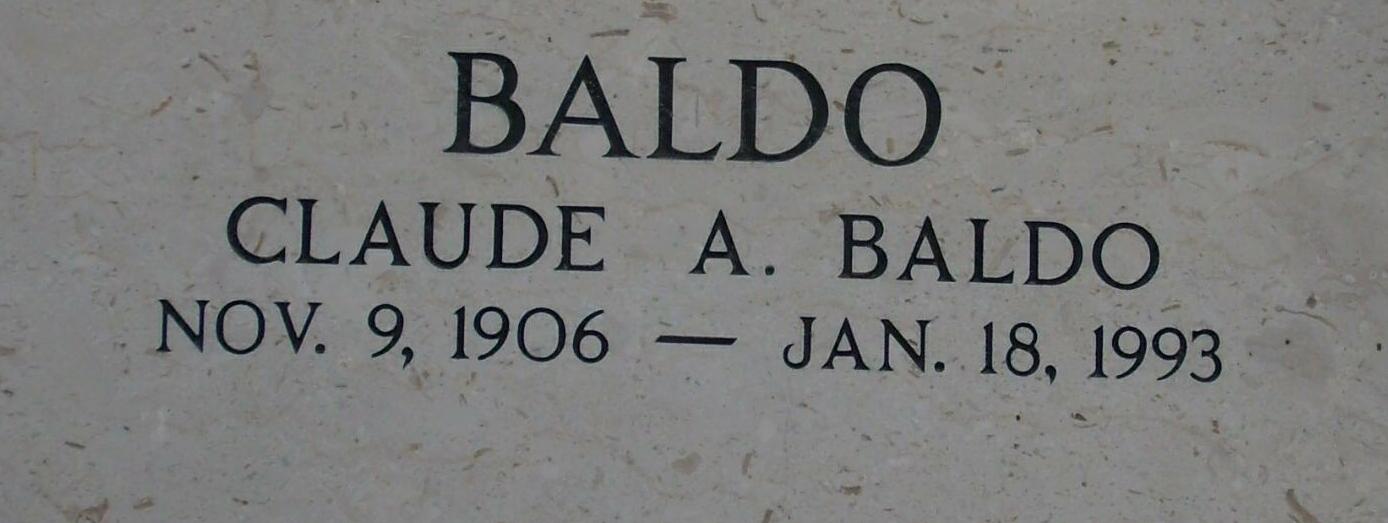 BALDO
CLAUDE A. BALDO
NOV. 9, 1906 — JAN. 18, 1993